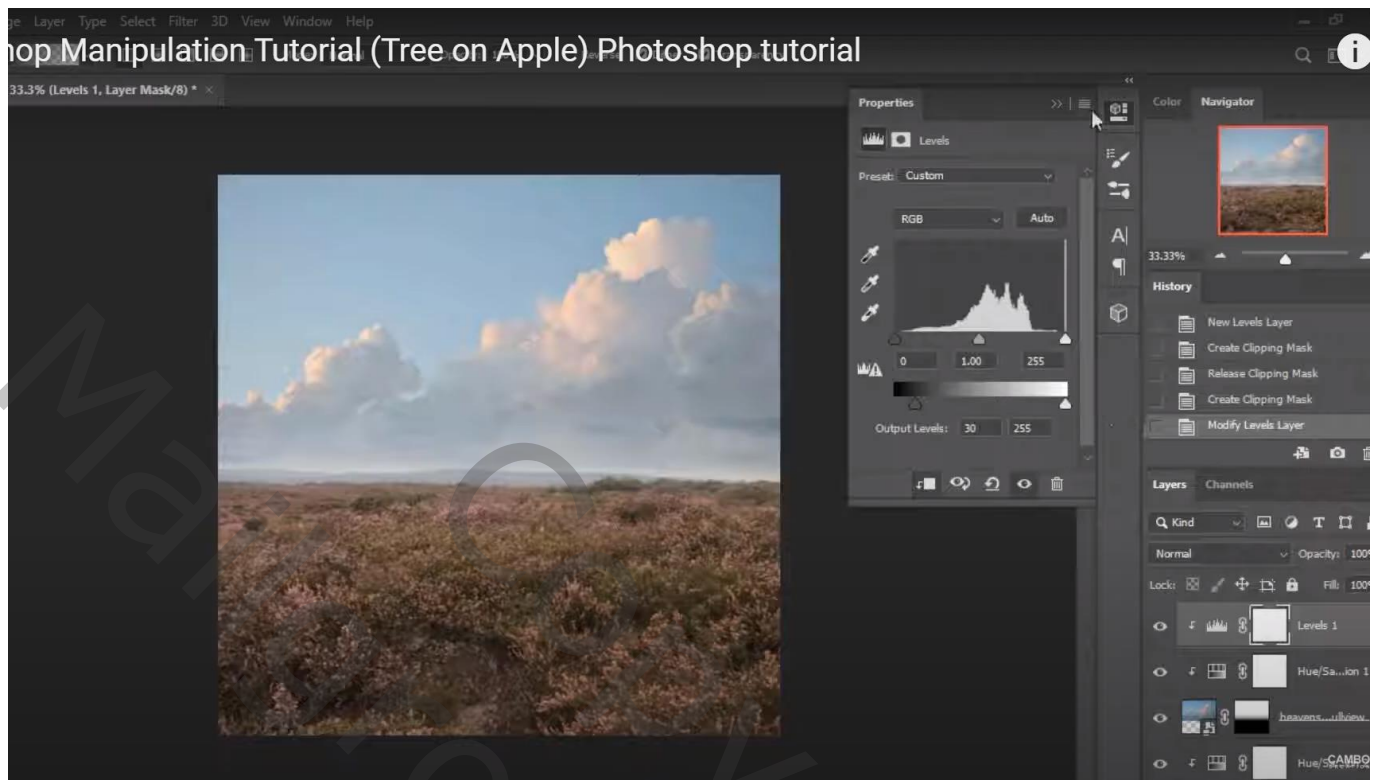 ge Layer Type Select Filter 3D View Window Help
hop Manipulation Tutorial (Tree on Apple) Photoshop tutorial
33.3% (Levels 1, Layer Mask/8) *
Properties
Levels
Preset: Custom
RGB Auto
0 1.00 255
Output Levels: 30 255
Color Navigator
33.33%
History
New Levels Layer
Create Clipping Mask
Release Clipping Mask
Create Clipping Mask
Modify Levels Layer
Layers Channels
Kind
Normal Opacity: 100%
Lock: Fill: 100%
Levels 1
Hue/Sa...ion 1
heavens...ullview